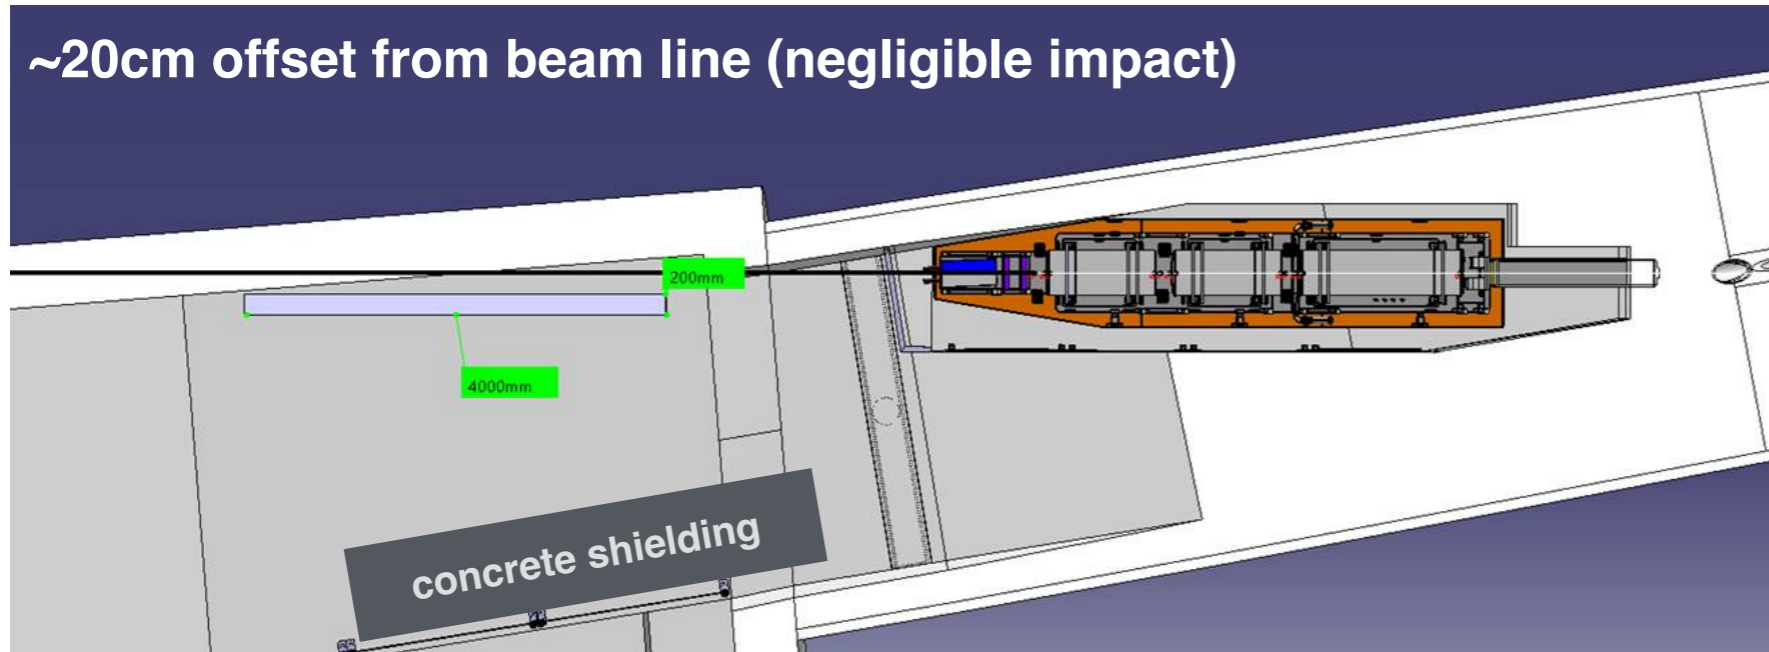 ~20cm offset from beam line (negligible impact)
200mm
4000mm
concrete shielding